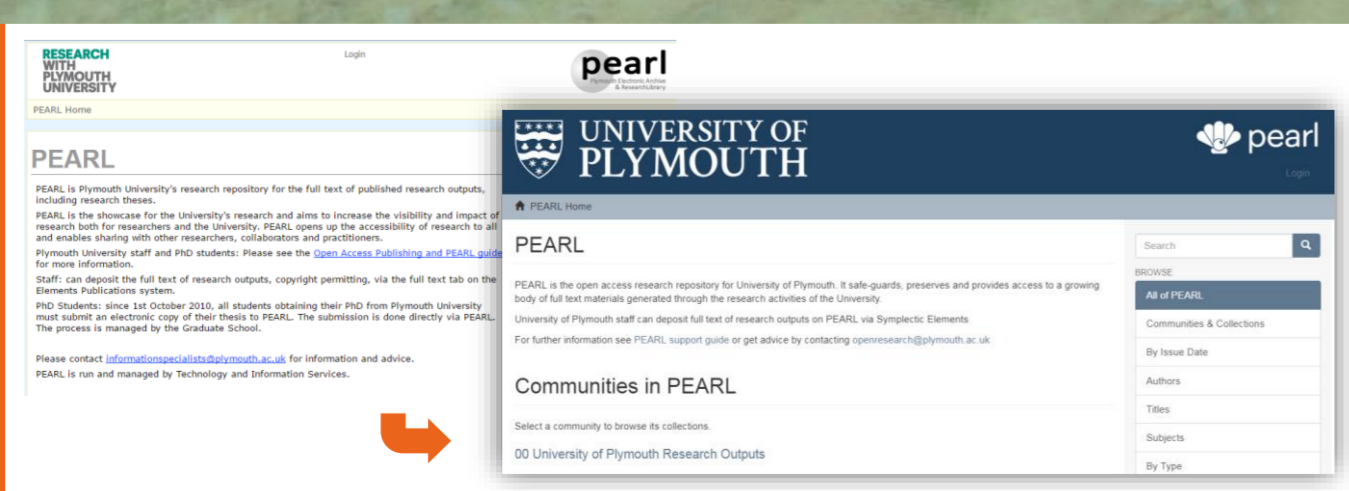 RESEARCH
WITH
PLYMOUTH
UNIVERSITY
Login
pearl
Plymouth Electronic Archive
& ResearchLibrary
PEARL Home
PEARL
PEARL is Plymouth University's research repository for the full text of published research outputs,
including research theses.
PEARL is the showcase for the University's research and aims to increase the visibility and impact of
research both for researchers and the University. PEARL opens up the accessibility of research to all
and enables sharing with other researchers, collaborators and practitioners.
Plymouth University staff and PhD students: Please see the Open Access Publishing and PEARL guide
for more information.
Staff: can deposit the full text of research outputs, copyright permitting, via the full text tab on the
Elements Publications system.
PhD Students: since 1st October 2010, all students obtaining their PhD from Plymouth University
must submit an electronic copy of their thesis to PEARL. The submission is done directly via PEARL.
The process is managed by the Graduate School.
Please contact informationspecialists@plymouth.ac.uk for information and advice.
PEARL is run and managed by Technology and Information Services.
UNIVERSITY OF
PLYMOUTH
pearl
Login
PEARL Home
PEARL
PEARL is the open access research repository for University of Plymouth. It safe-guards, preserves and provides access to a growing
body of full text materials generated through the research activities of the University.
University of Plymouth staff can deposit full text of research outputs on PEARL via Symplectic Elements
For further information see PEARL support guide or get advice by contacting openresearch@plymouth.ac.uk
Communities in PEARL
Select a community to browse its collections.
00 University of Plymouth Research Outputs
Search
BROWSE
All of PEARL
Communities & Collections
By Issue Date
Authors
Titles
Subjects
By Type